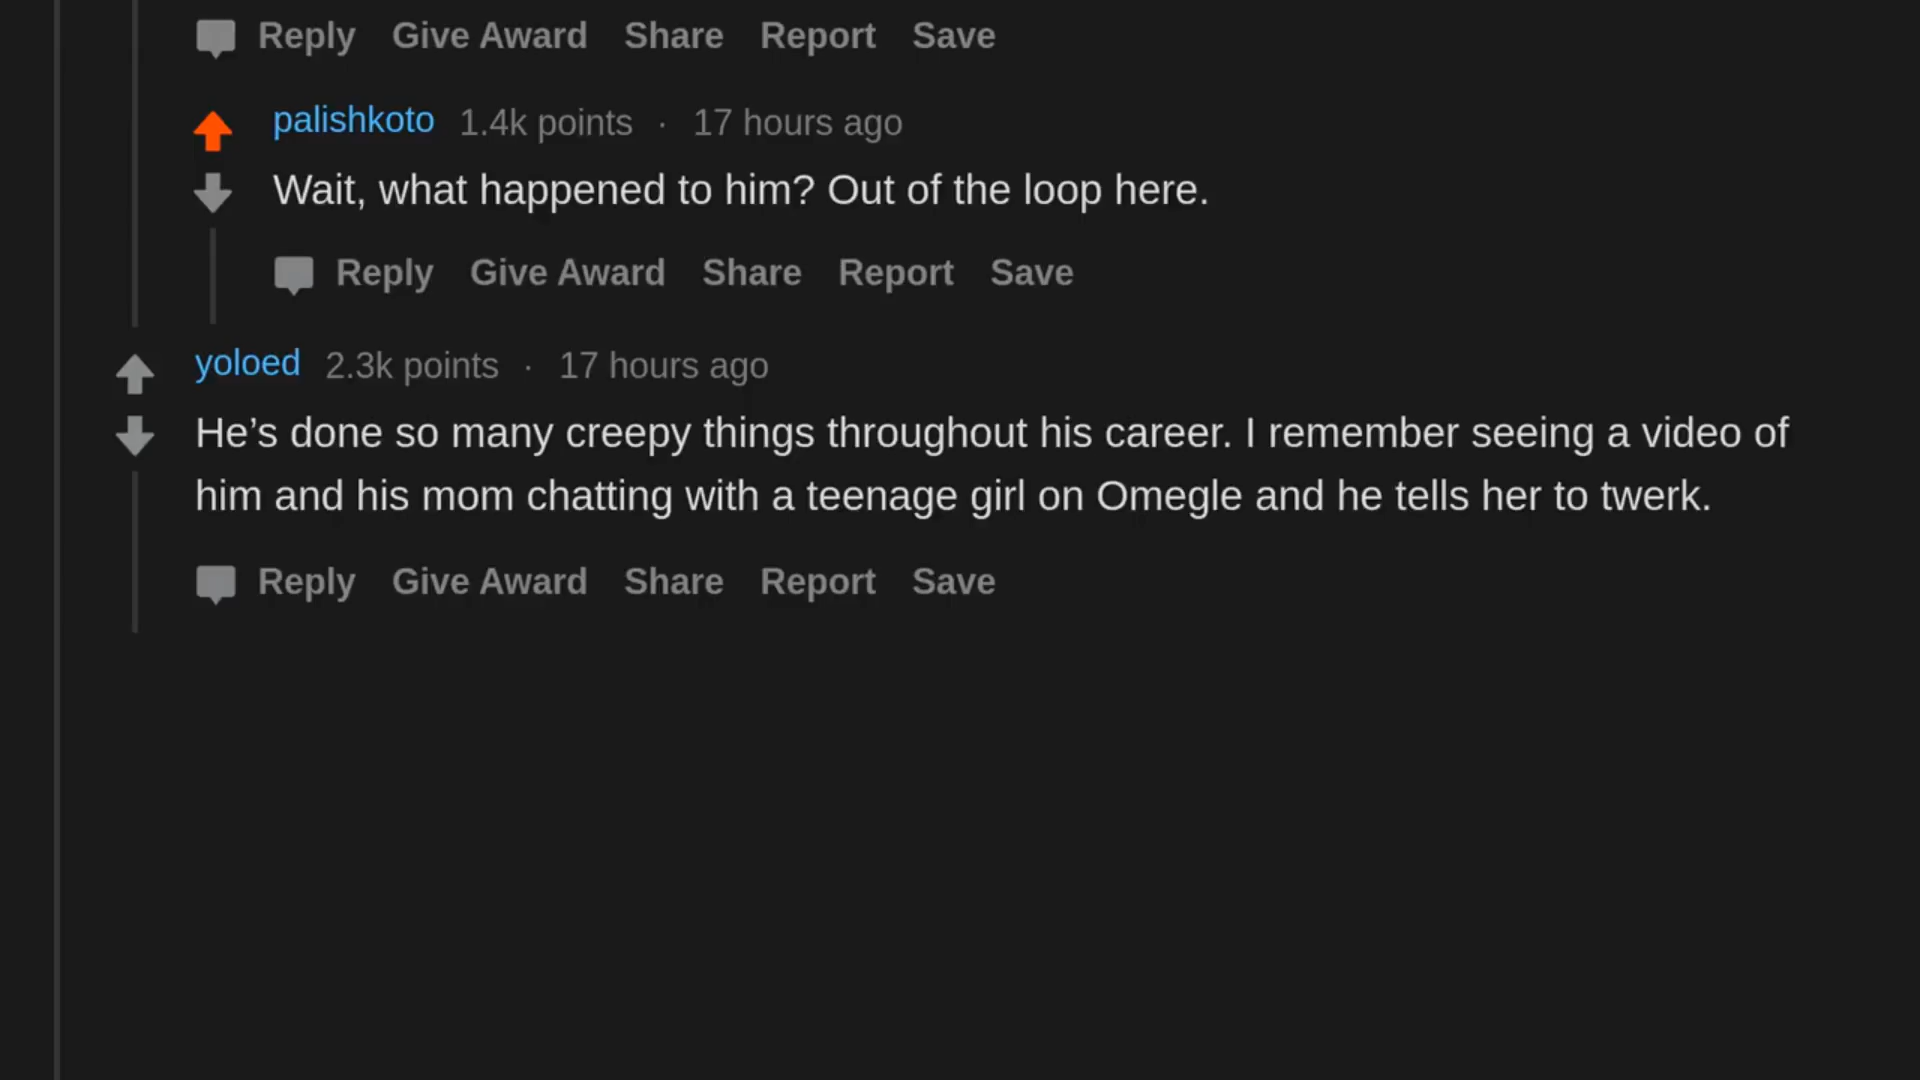 Reply Give Award Share Report Save
palishkoto 1.4k points · 17 hours ago
Wait, what happened to him? Out of the loop here.
Reply Give Award Share Report Save
yoloed 2.3k points · 17 hours ago
He’s done so many creepy things throughout his career. I remember seeing a video of
him and his mom chatting with a teenage girl on Omegle and he tells her to twerk.
Reply Give Award Share Report Save